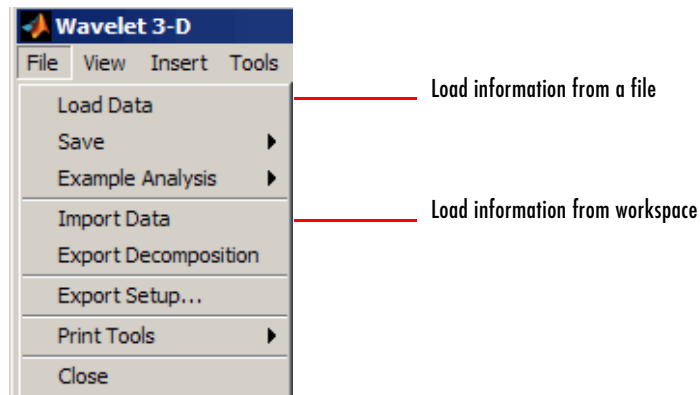 Wavelet 3-D
File View Insert Tools
Load Data
Load information from a file
Save
Example Analysis
Import Data
Load information from workspace
Export Decomposition
Export Setup...
Print Tools
Close